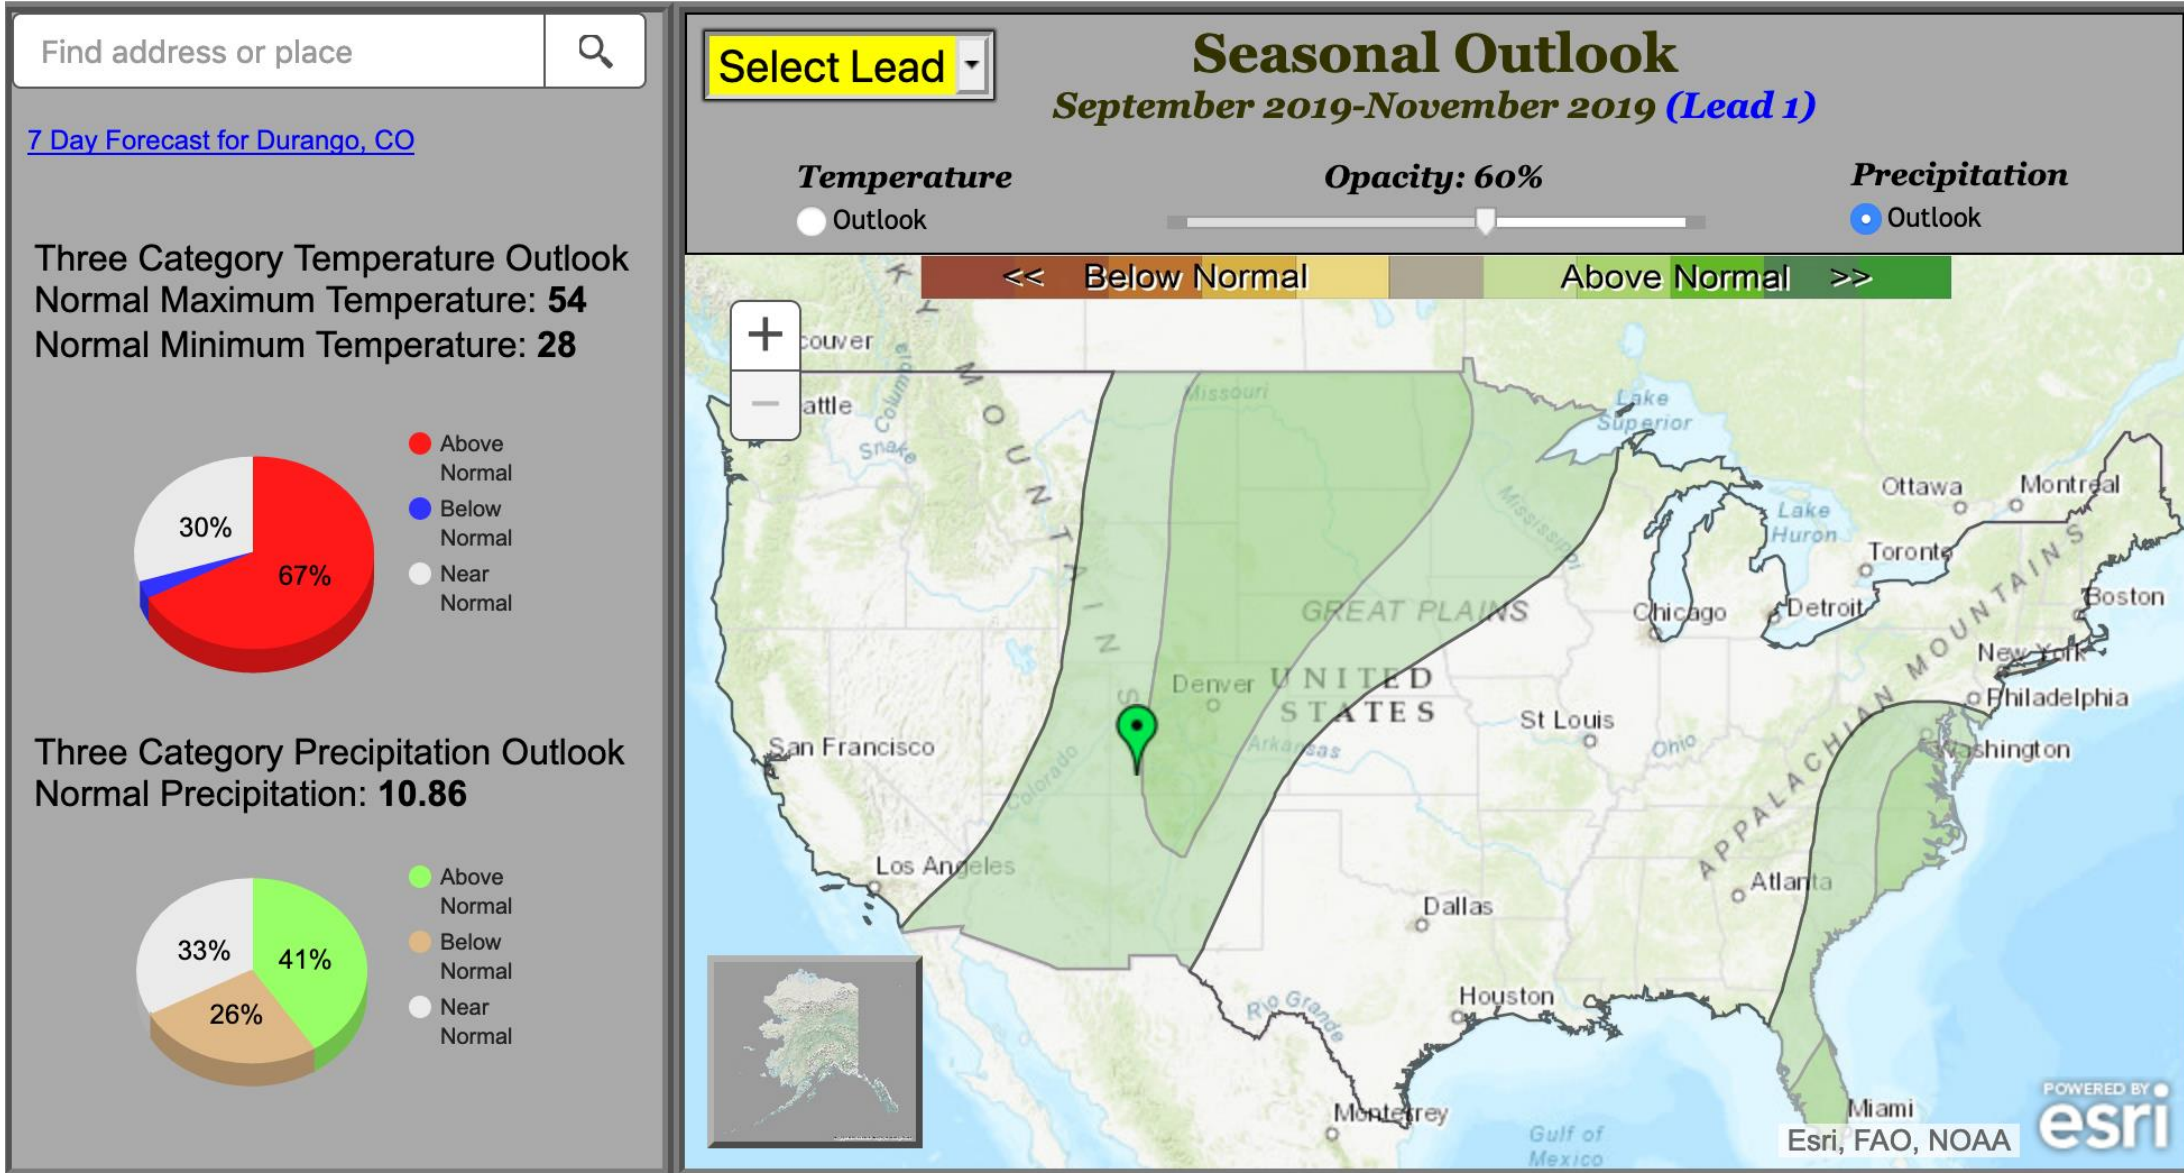 Find address or place
7 Day Forecast for Durango, CO
Three Category Temperature Outlook
Normal Maximum Temperature: 54
Normal Minimum Temperature: 28
Above
Normal
Below
Normal
Near
Normal
30%
67%
Three Category Precipitation Outlook
Normal Precipitation: 10.86
Above
Normal
Below
Normal
Near
Normal
33%
41%
26%
Select Lead
Seasonal Outlook
September 2019-November 2019 (Lead 1)
Temperature
Outlook
Opacity: 60%
Precipitation
Outlook
<< Below Normal
Above Normal >>
+
−
couver
attle
Columbia
Snake
Missouri
Lake
Superior
Mississippi
Ottawa
Montreal
Lake
Huron
Toronto
Boston
Chicago
Detroit
New York
Philadelphia
Washington
APPALACHIAN MOUNTAINS
GREAT PLAINS
UNITED
STATES
Denver
St Louis
Ohio
Arkansas
Colorado
San Francisco
Los Angeles
Atlanta
Dallas
Houston
Rio Grande
Monterrey
Miami
Gulf of
Mexico
Esri, FAO, NOAA
POWERED BY
esri